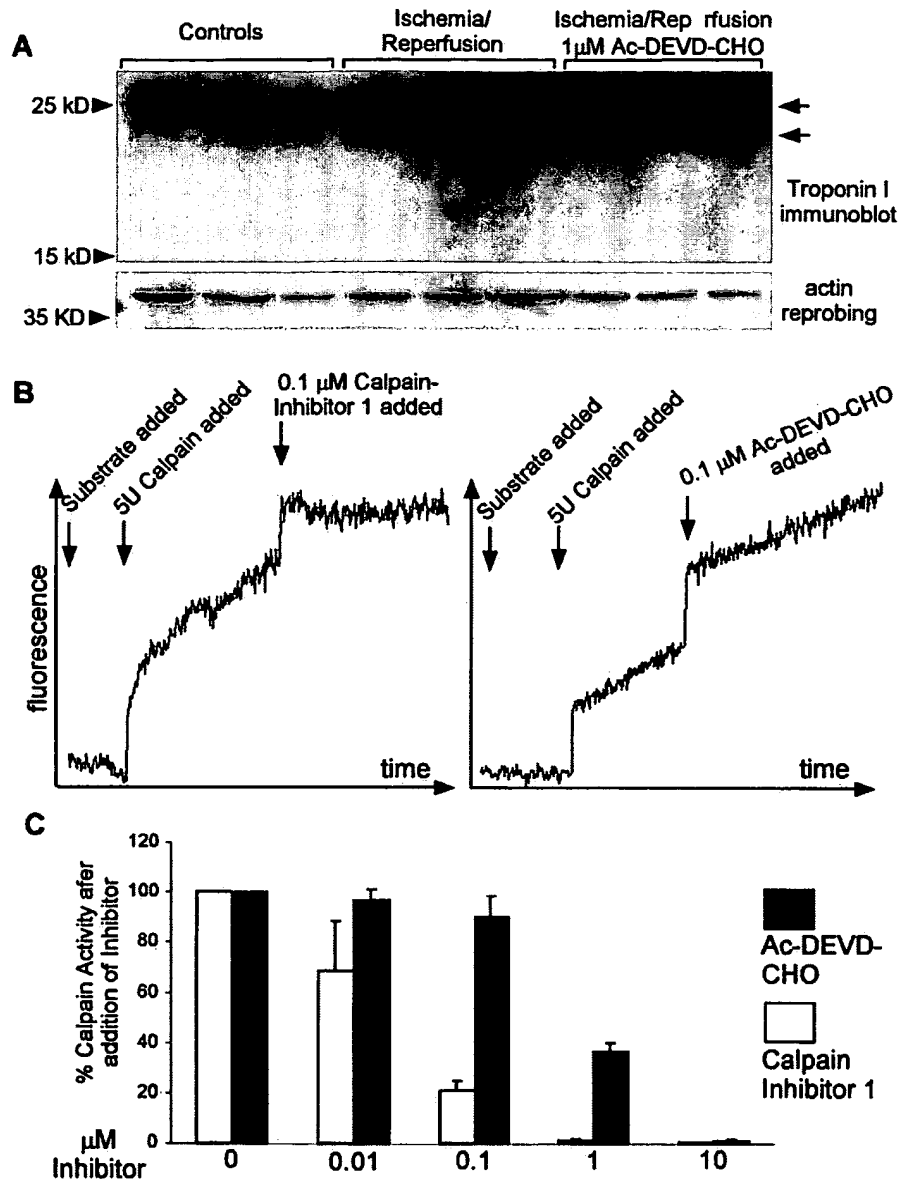 A
Controls
Ischemia/
Reperfusion
Ischemia/Rep rfusion
1μM Ac-DEVD-CHO
25 kD
15 kD
Troponin I
immunoblot
35 KD
actin
reprobing
B
Substrate added
5U Calpain added
0.1 μM Calpain-
Inhibitor 1 added
fluorescence
time
Substrate added
5U Calpain added
0.1 μM Ac-DEVD-CHO
added
time
C
% Calpain Activity afer
addition of Inhibitor
120
100
80
60
40
20
0
μM
Inhibitor
0
0.01
0.1
1
10
Ac-DEVD-
CHO
Calpain
Inhibitor 1